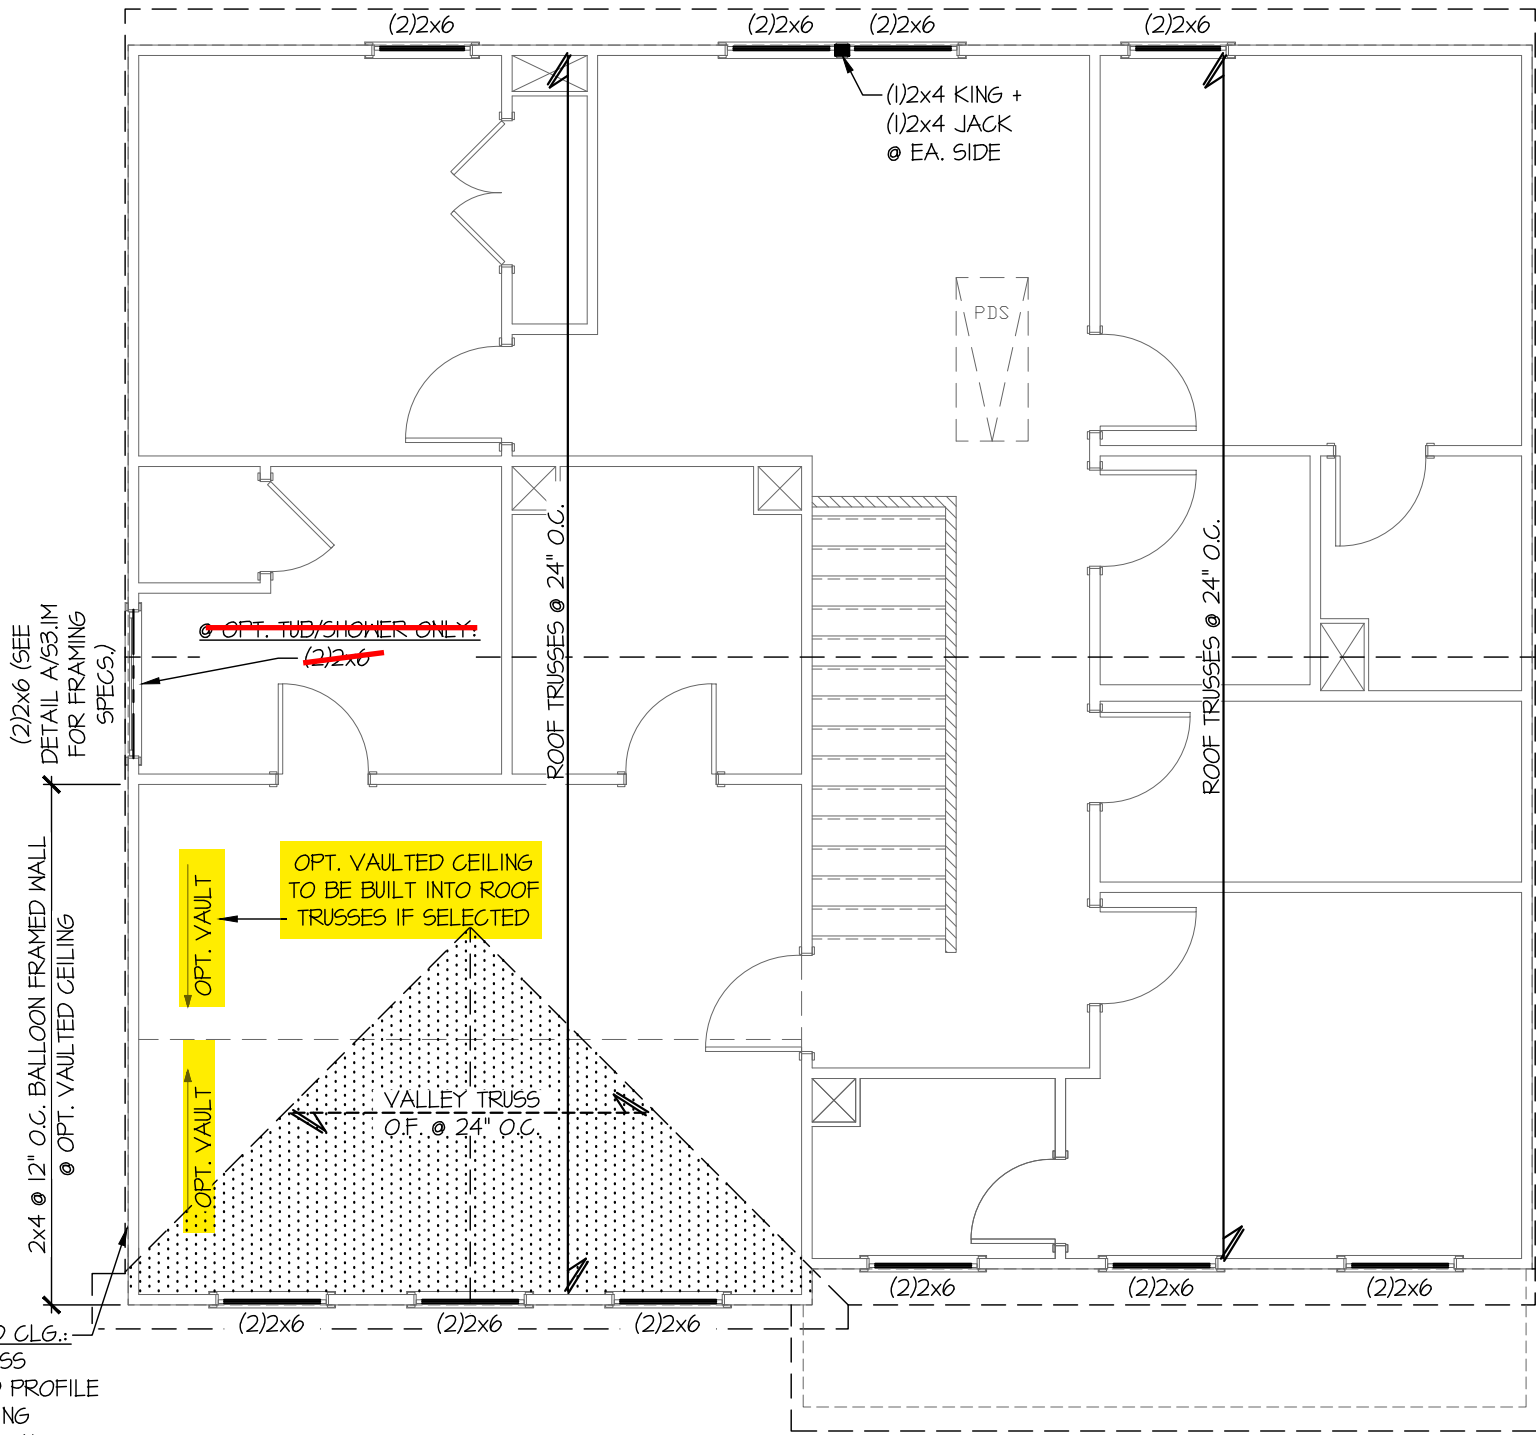 (2)2x6
(2)2x6
(2)2x6
(2)2x6
(1)2x4 KING +
(1)2x4 JACK
@ EA. SIDE
PDS
ROOF TRUSSES @ 24" O.C.
ROOF TRUSSES @ 24" O.C.
@ OPT. TUB/SHOWER ONLY:
(2)2x6
(2)2x6 (SEE
DETAIL A/S3.1M
FOR FRAMING
SPECS.)
OPT. VAULTED CEILING
TO BE BUILT INTO ROOF
TRUSSES IF SELECTED
OPT. VAULT
OPT. VAULT
2x4 @ 12" O.C. BALLOON FRAMED WALL
@ OPT. VAULTED CEILING
VALLEY TRUSS
O.F. @ 24" O.C.
(2)2x6
(2)2x6
(2)2x6
(2)2x6
(2)2x6
(2)2x6
CLG.:
PROFILE